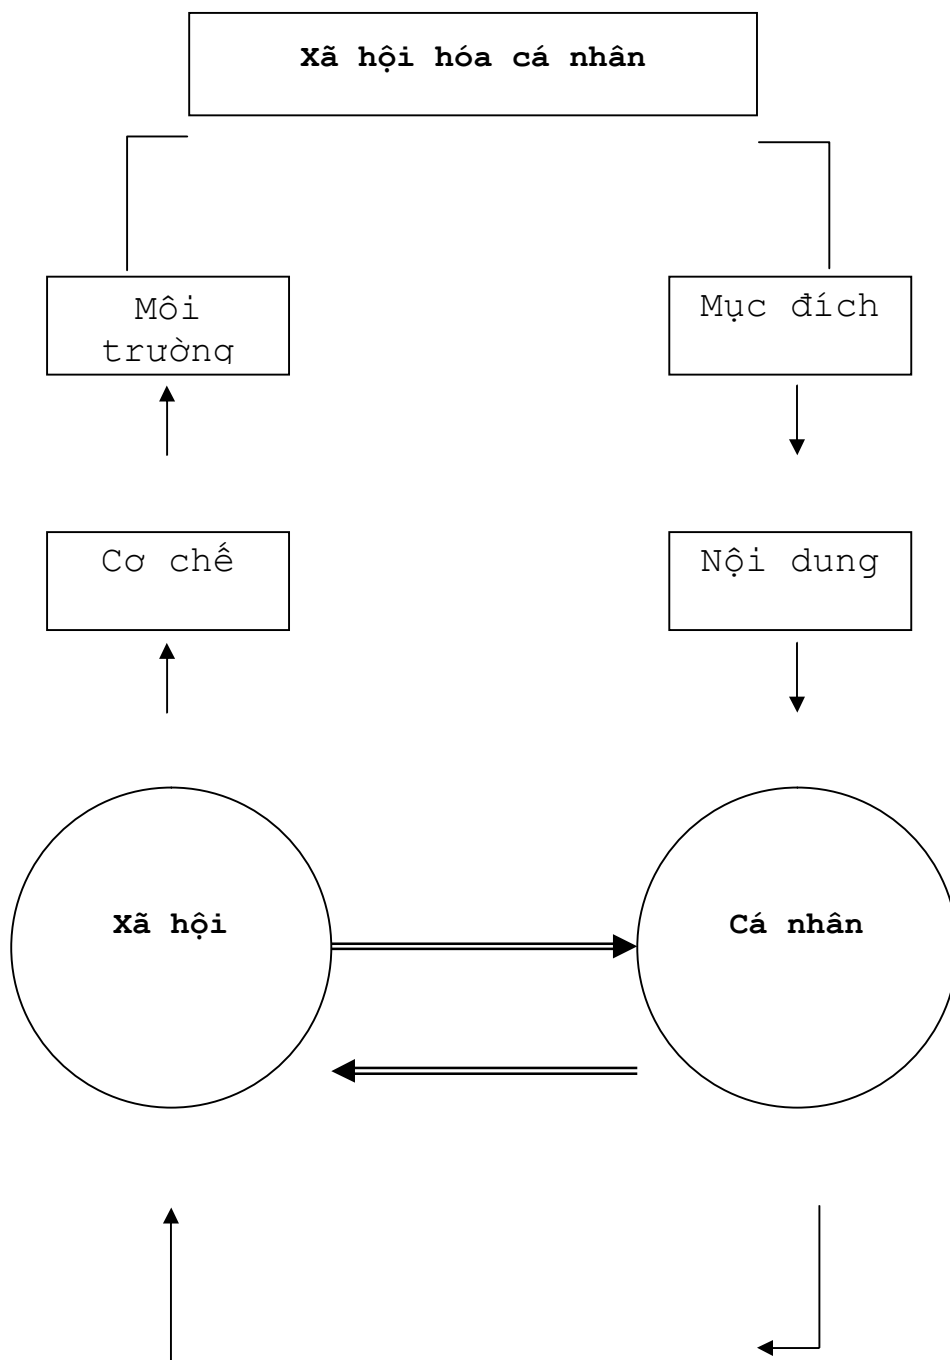 Xã hội hóa cá nhân
Môi
trường
Mục đích
Cơ chế
Nội dung
Xã hội
Cá nhân